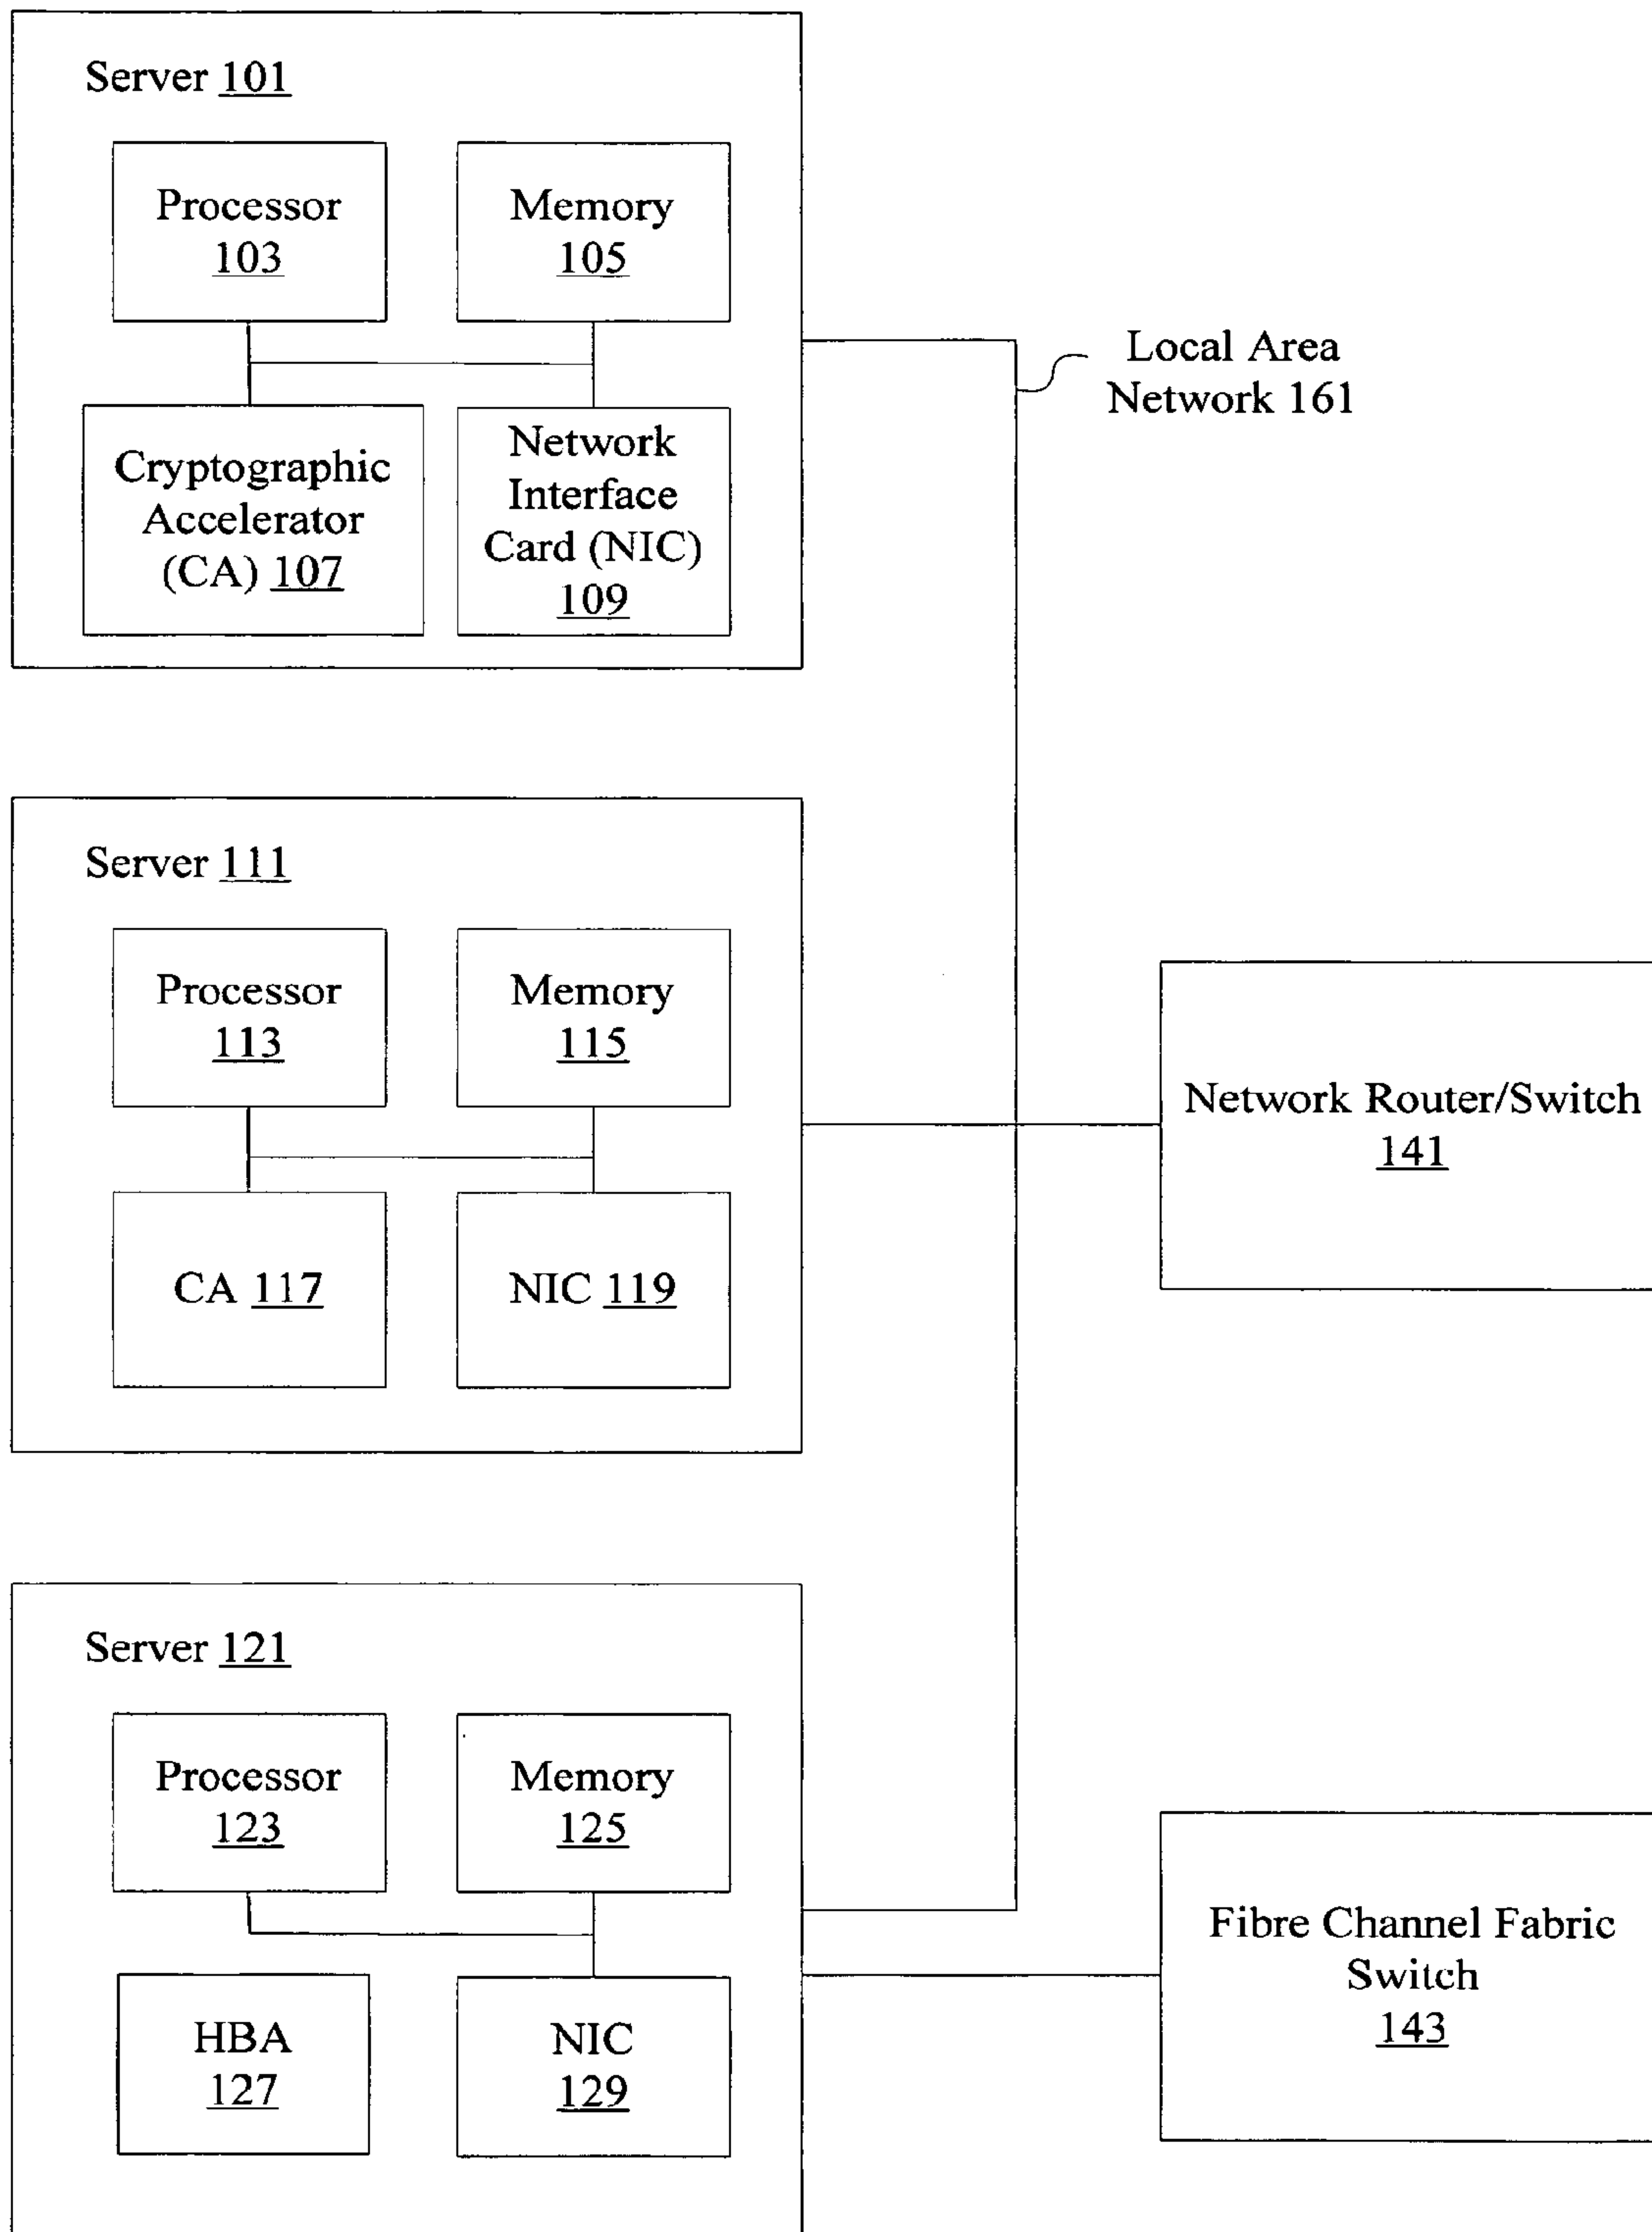 Server 101
Processor
103
Memory
105
Cryptographic
Accelerator
(CA) 107
Network
Interface
Card (NIC)
109
Local Area
Network 161
Server 111
Processor
113
Memory
115
CA 117
NIC 119
Network Router/Switch
141
Server 121
Processor
123
Memory
125
HBA
127
NIC
129
Fibre Channel Fabric
Switch
143